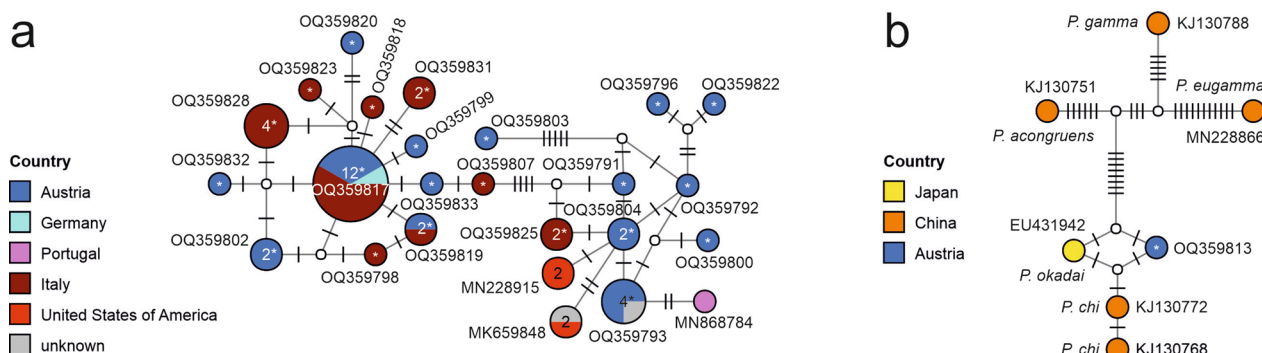 a
OQ359820
OQ359818
OQ359823
OQ359831
2*
OQ359828
4*
OQ359799
OQ359832
12*
OQ359817
OQ359833
OQ359807
OQ359802
2*
OQ359798
2*
OQ359819
OQ359803
OQ359796
OQ359822
OQ359791
OQ359792
OQ359804
OQ359825
2*
2*
OQ359800
MN228915
2
MK659848
2
4*
OQ359793
MN868784
Country
Austria
Germany
Portugal
Italy
United States of America
unknown
b
P. gamma
KJ130788
KJ130751
P. eugamma
P. acongruens
MN228866
Country
Japan
China
Austria
EU431942
OQ359813
P. okadai
P. chi
KJ130772
P. chi
KJ130768